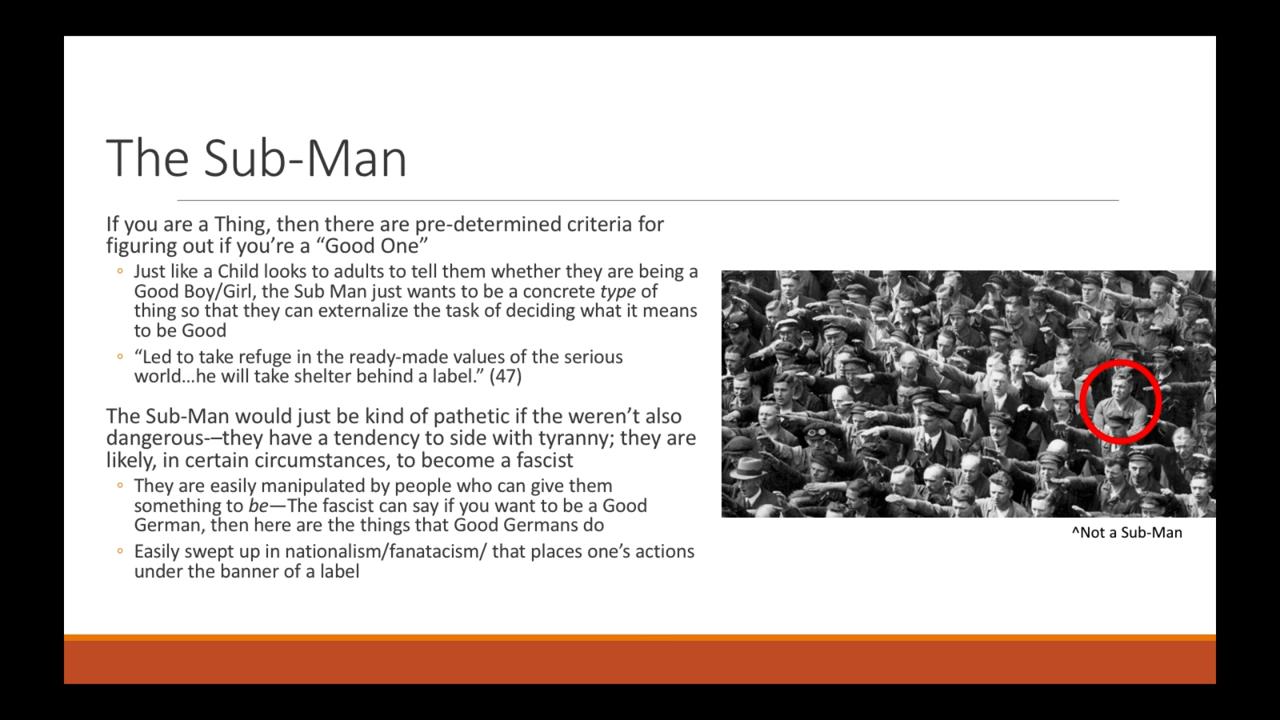 The Sub-Man
If you are a Thing, then there are pre-determined criteria for
figuring out if you’re a “Good One”
◦ Just like a Child looks to adults to tell them whether they are being a
Good Boy/Girl, the Sub Man just wants to be a concrete type of
thing so that they can externalize the task of deciding what it means
to be Good
◦ “Led to take refuge in the ready-made values of the serious
world…he will take shelter behind a label.” (47)
The Sub-Man would just be kind of pathetic if the weren’t also
dangerous-–they have a tendency to side with tyranny; they are
likely, in certain circumstances, to become a fascist
◦ They are easily manipulated by people who can give them
something to be—The fascist can say if you want to be a Good
German, then here are the things that Good Germans do
◦ Easily swept up in nationalism/fanatacism/ that places one’s actions
under the banner of a label
^Not a Sub-Man